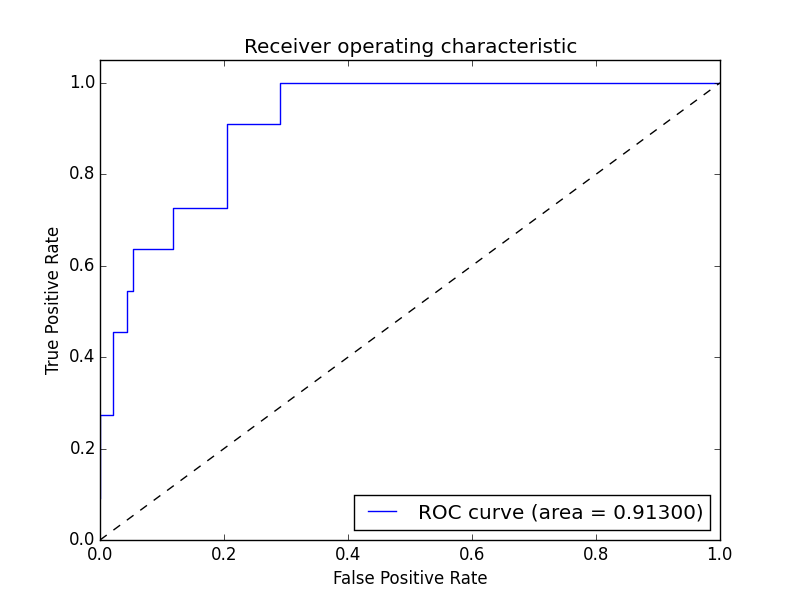 Receiver operating characteristic
True Positive Rate
1.0
0.8
0.6
0.4
0.2
0.0
ROC curve (area = 0.91300)
0.0 0.2 0.4 0.6 0.8 1.0
False Positive Rate